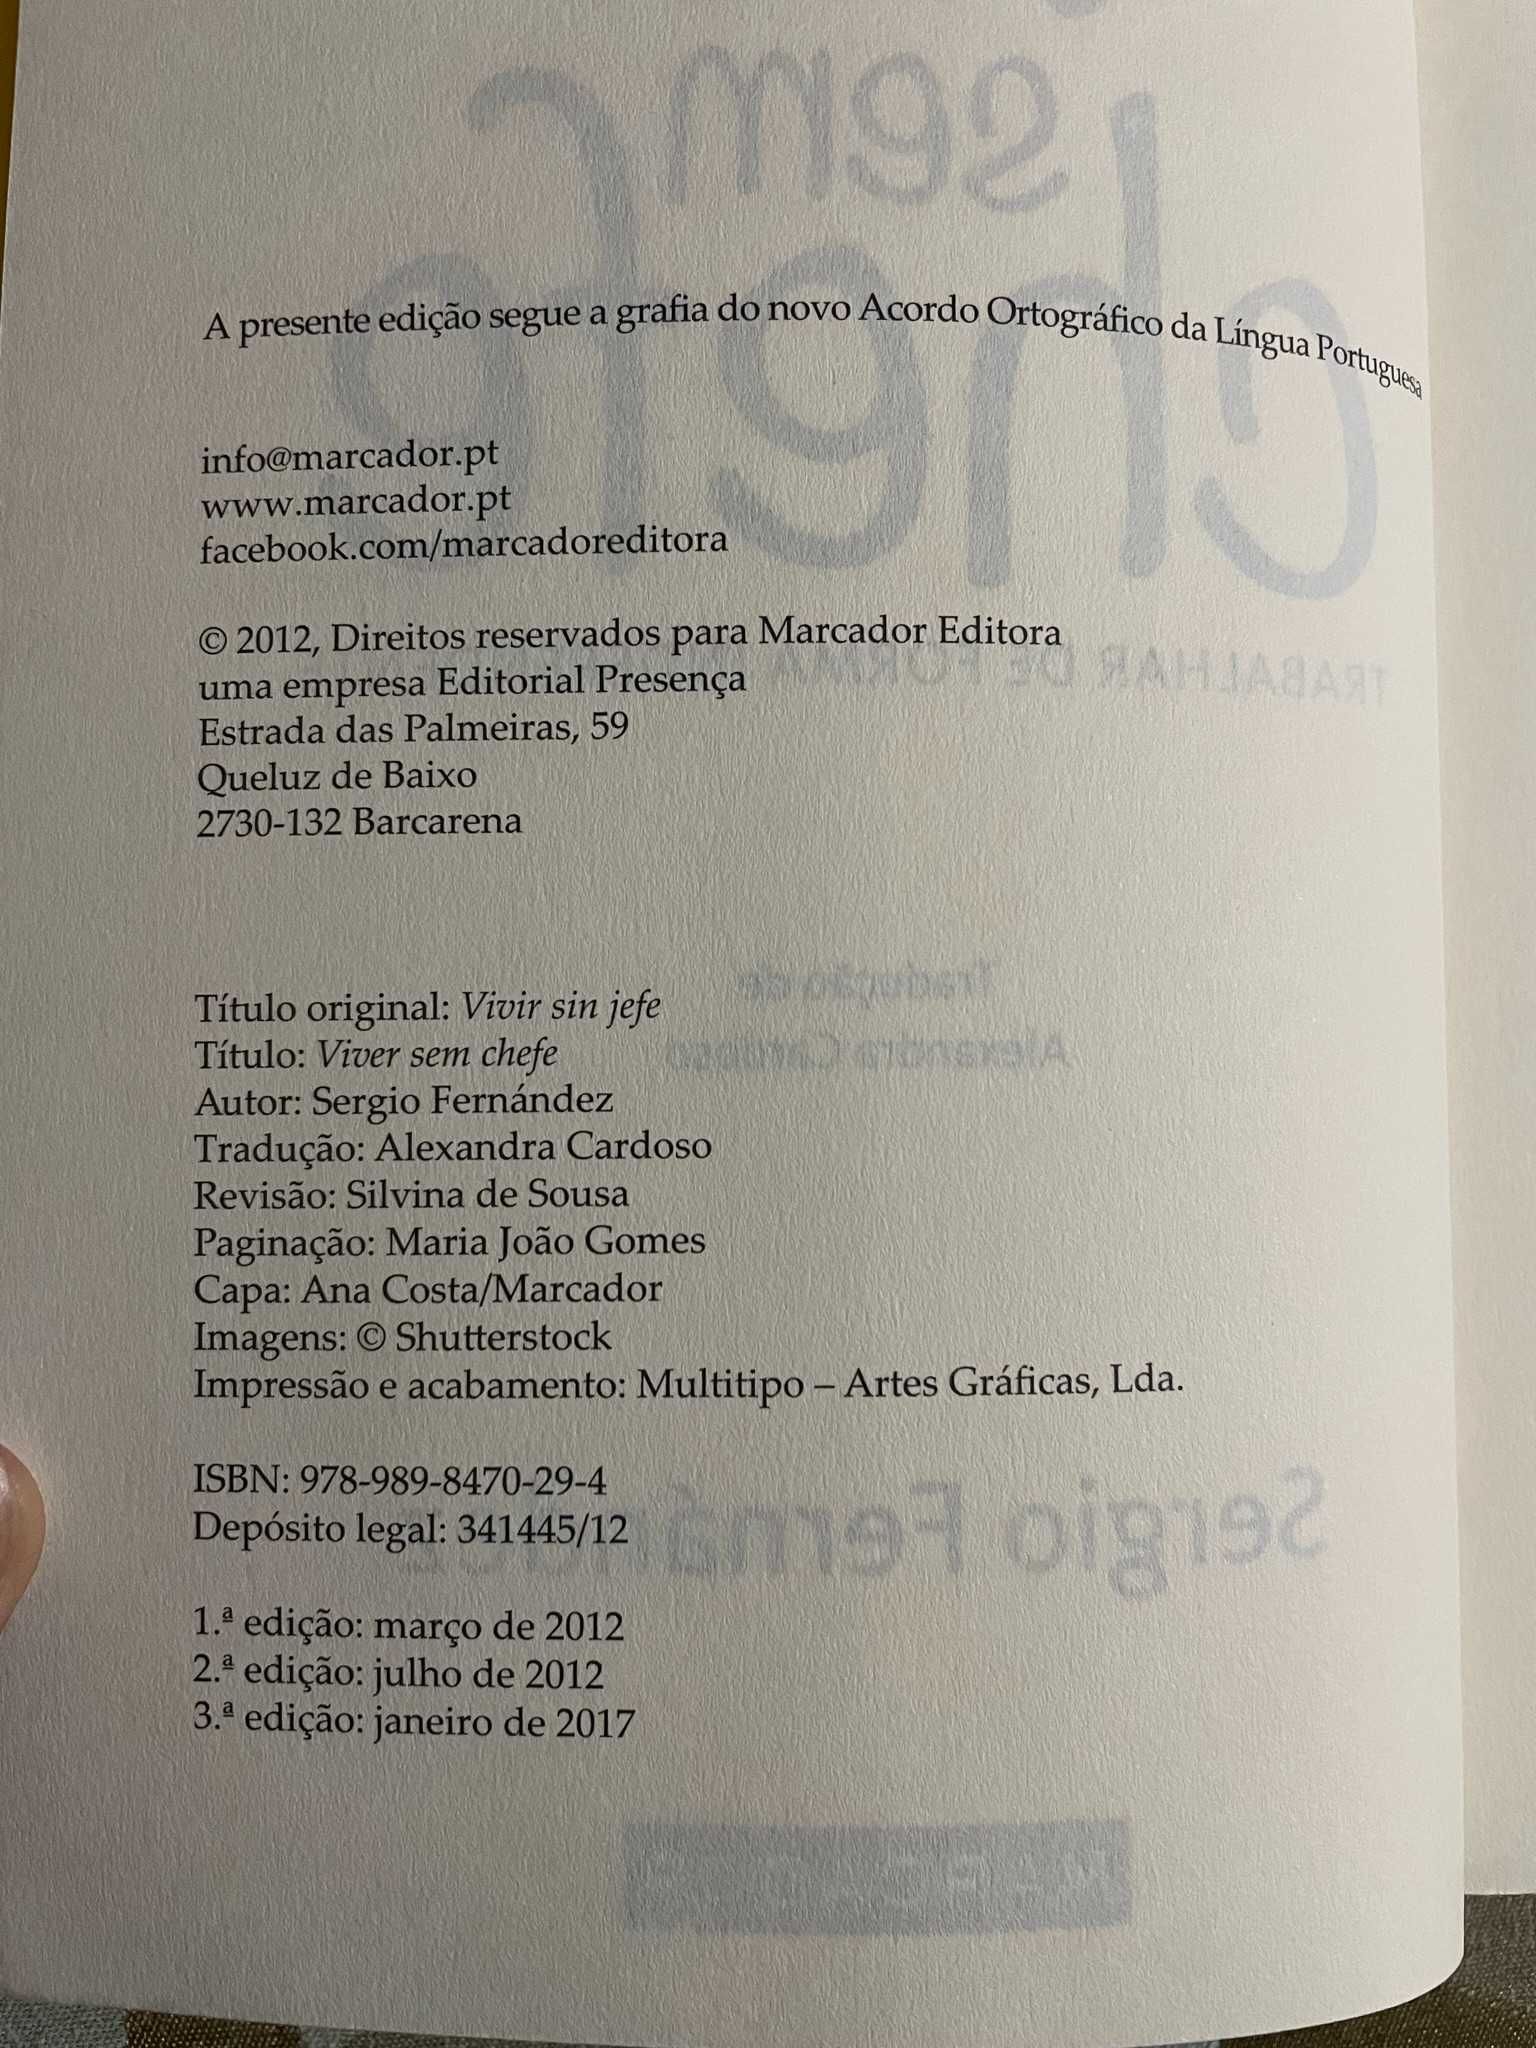 A presente edição segue a grafia do novo Acordo Ortográfico da Língua Portuguesa
info@marcador.pt
www.marcador.pt
facebook.com/marcadoreditora
© 2012, Direitos reservados para Marcador Editora
uma empresa Editorial Presença
Estrada das Palmeiras, 59
Queluz de Baixo
2730-132 Barcarena
Título original: Vivir sin jefe
Título: Viver sem chefe
Autor: Sergio Fernández
Tradução: Alexandra Cardoso
Revisão: Silvina de Sousa
Paginação: Maria João Gomes
Capa: Ana Costa/Marcador
Imagens: © Shutterstock
Impressão e acabamento: Multitipo – Artes Gráficas, Lda.
ISBN: 978-989-8470-29-4
Depósito legal: 341445/12
1.ª edição: março de 2012
2.ª edição: julho de 2012
3.ª edição: janeiro de 2017